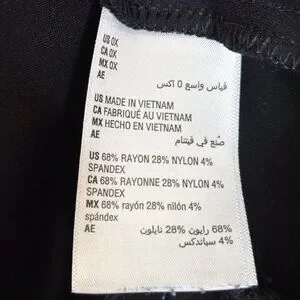 US 0X
CA 0X
MX 0X
قياس واسع 0 اكس
US MADE IN VIETNAM
CA FABRIQUÉ AU VIETNAM
MX HECHO EN VIETNAM
AE صنع في فيتنام
US 68% RAYON 28% NYLON 4%
SPANDEX
CA 68% RAYONNE 28% NYLON 4%
SPANDEX
MX 68% rayón 28% nilón 4%
spándex
AE 68% رايون 28% نايلون
4% سباندكس